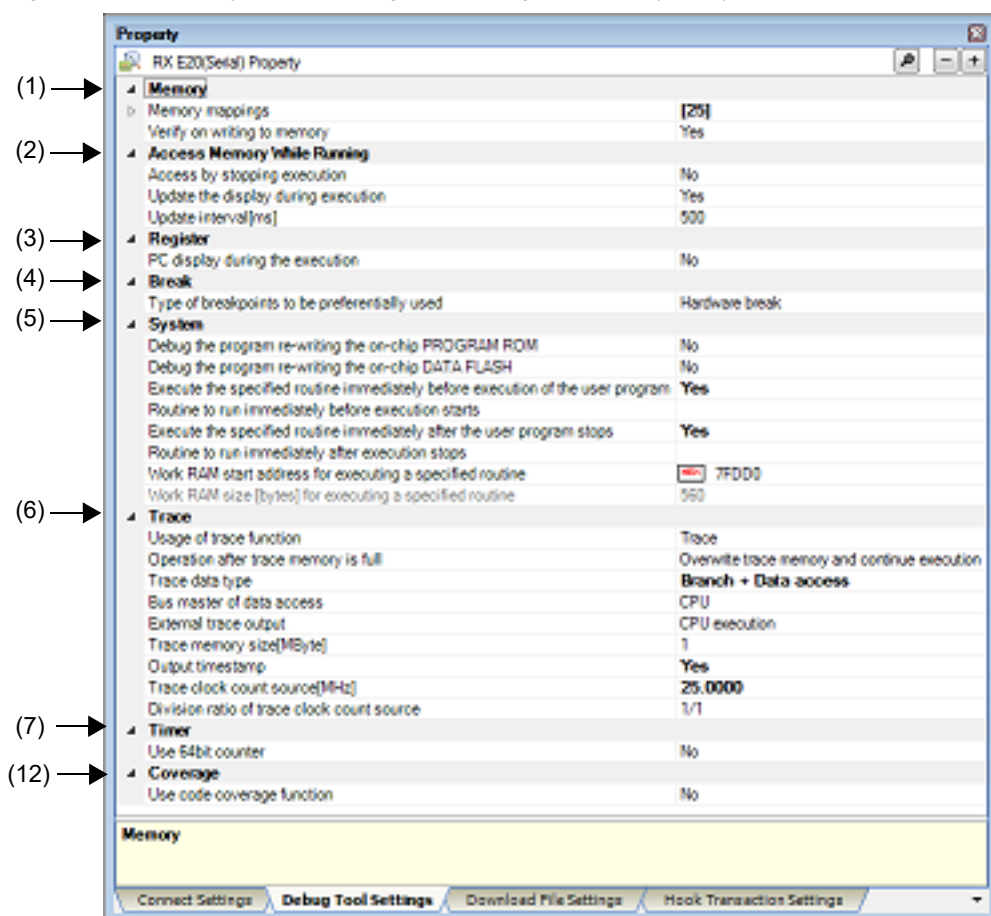 Property
RX E20(Serial) Property
(1) Memory
Memory mappings [25]
Verify on writing to memory Yes
(2) Access Memory While Running
Access by stopping execution No
Update the display during execution Yes
Update interval[ms] 500
(3) Register
PC display during the execution No
(4) Break
Type of breakpoints to be preferentially used Hardware break
(5) System
Debug the program re-writing the on-chip PROGRAM ROM No
Debug the program re-writing the on-chip DATA FLASH No
Execute the specified routine immediately before execution of the user program Yes
Routine to run immediately before execution starts
Execute the specified routine immediately after the user program stops Yes
Routine to run immediately after execution stops
Work RAM start address for executing a specified routine 7FDD0
Work RAM size [bytes] for executing a specified routine 560
(6) Trace
Usage of trace function Trace
Operation after trace memory is full Overwrite trace memory and continue execution
Trace data type Branch + Data access
Bus master of data access CPU
External trace output CPU execution
Trace memory size[MByte] 1
Output timestamp Yes
Trace clock count source[MHz] 25.0000
Division ratio of trace clock count source 1/1
(7) Timer
Use 64bit counter No
(12) Coverage
Use code coverage function No
Memory
Connect Settings Debug Tool Settings Download File Settings Hook Transaction Settings